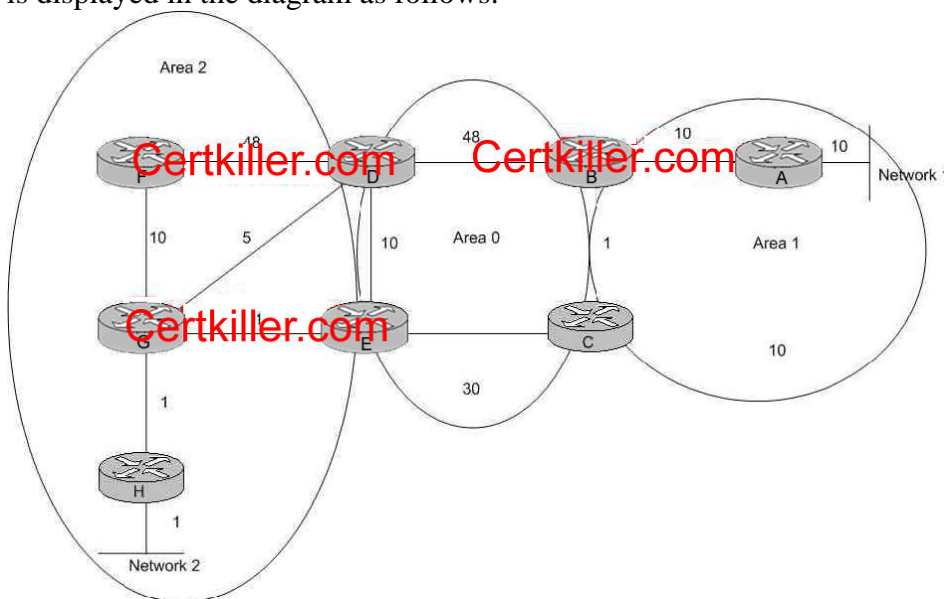 is displayed in the diagram as follows:
Area 2
48
48
10
10
Certkiller.com
Certkiller.com
F
D
B
A
Network 1
10
5
10
Area 0
1
Area 1
Certkiller.com
1
G
E
C
10
30
1
H
1
Network 2